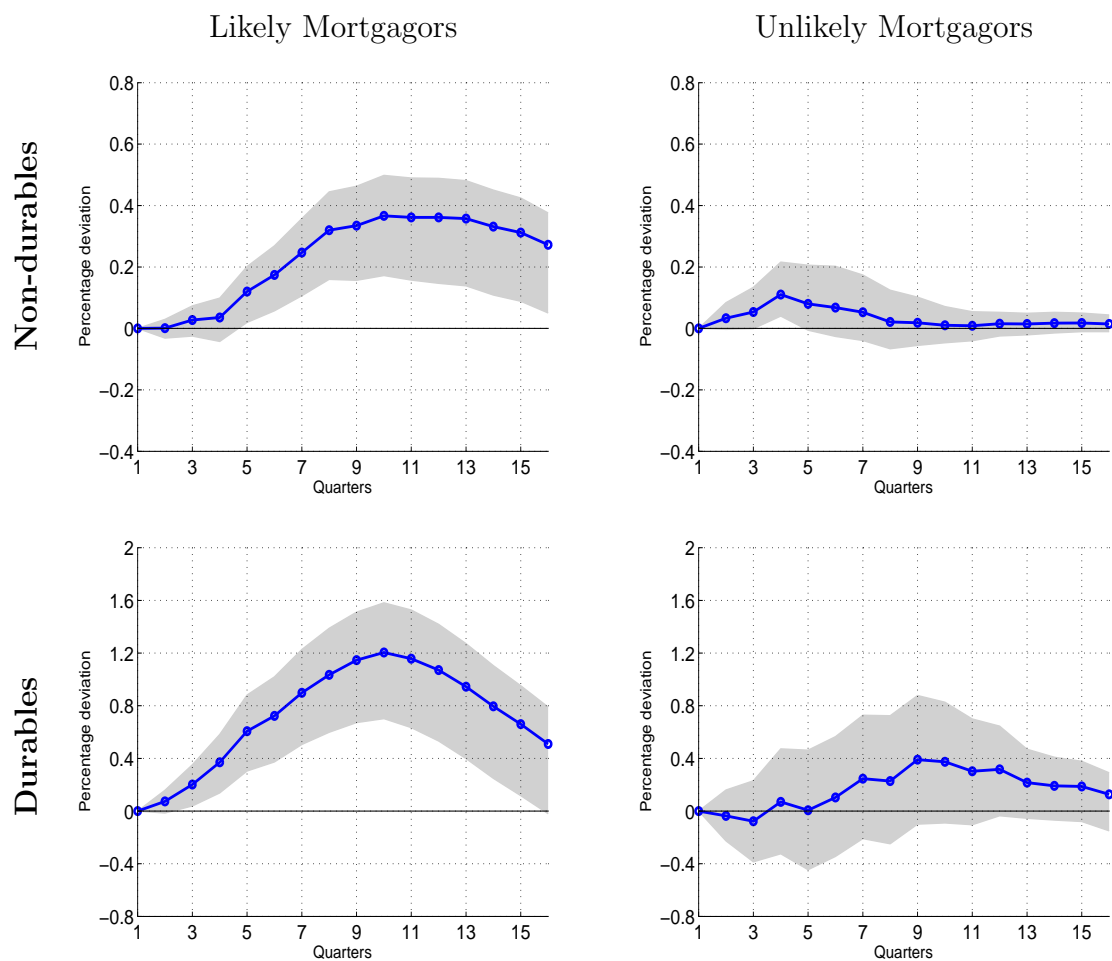 Likely Mortgagors
Unlikely Mortgagors
Non-durables
Percentage deviation
0.8
0.6
0.4
0.2
0
−0.2
−0.4
1 3 5 7 9 11 13 15
Quarters
Percentage deviation
0.8
0.6
0.4
0.2
0
−0.2
−0.4
1 3 5 7 9 11 13 15
Quarters
Durables
Percentage deviation
2
1.6
1.2
0.8
0.4
0
−0.4
−0.8
1 3 5 7 9 11 13 15
Quarters
Percentage deviation
2
1.6
1.2
0.8
0.4
0
−0.4
−0.8
1 3 5 7 9 11 13 15
Quarters